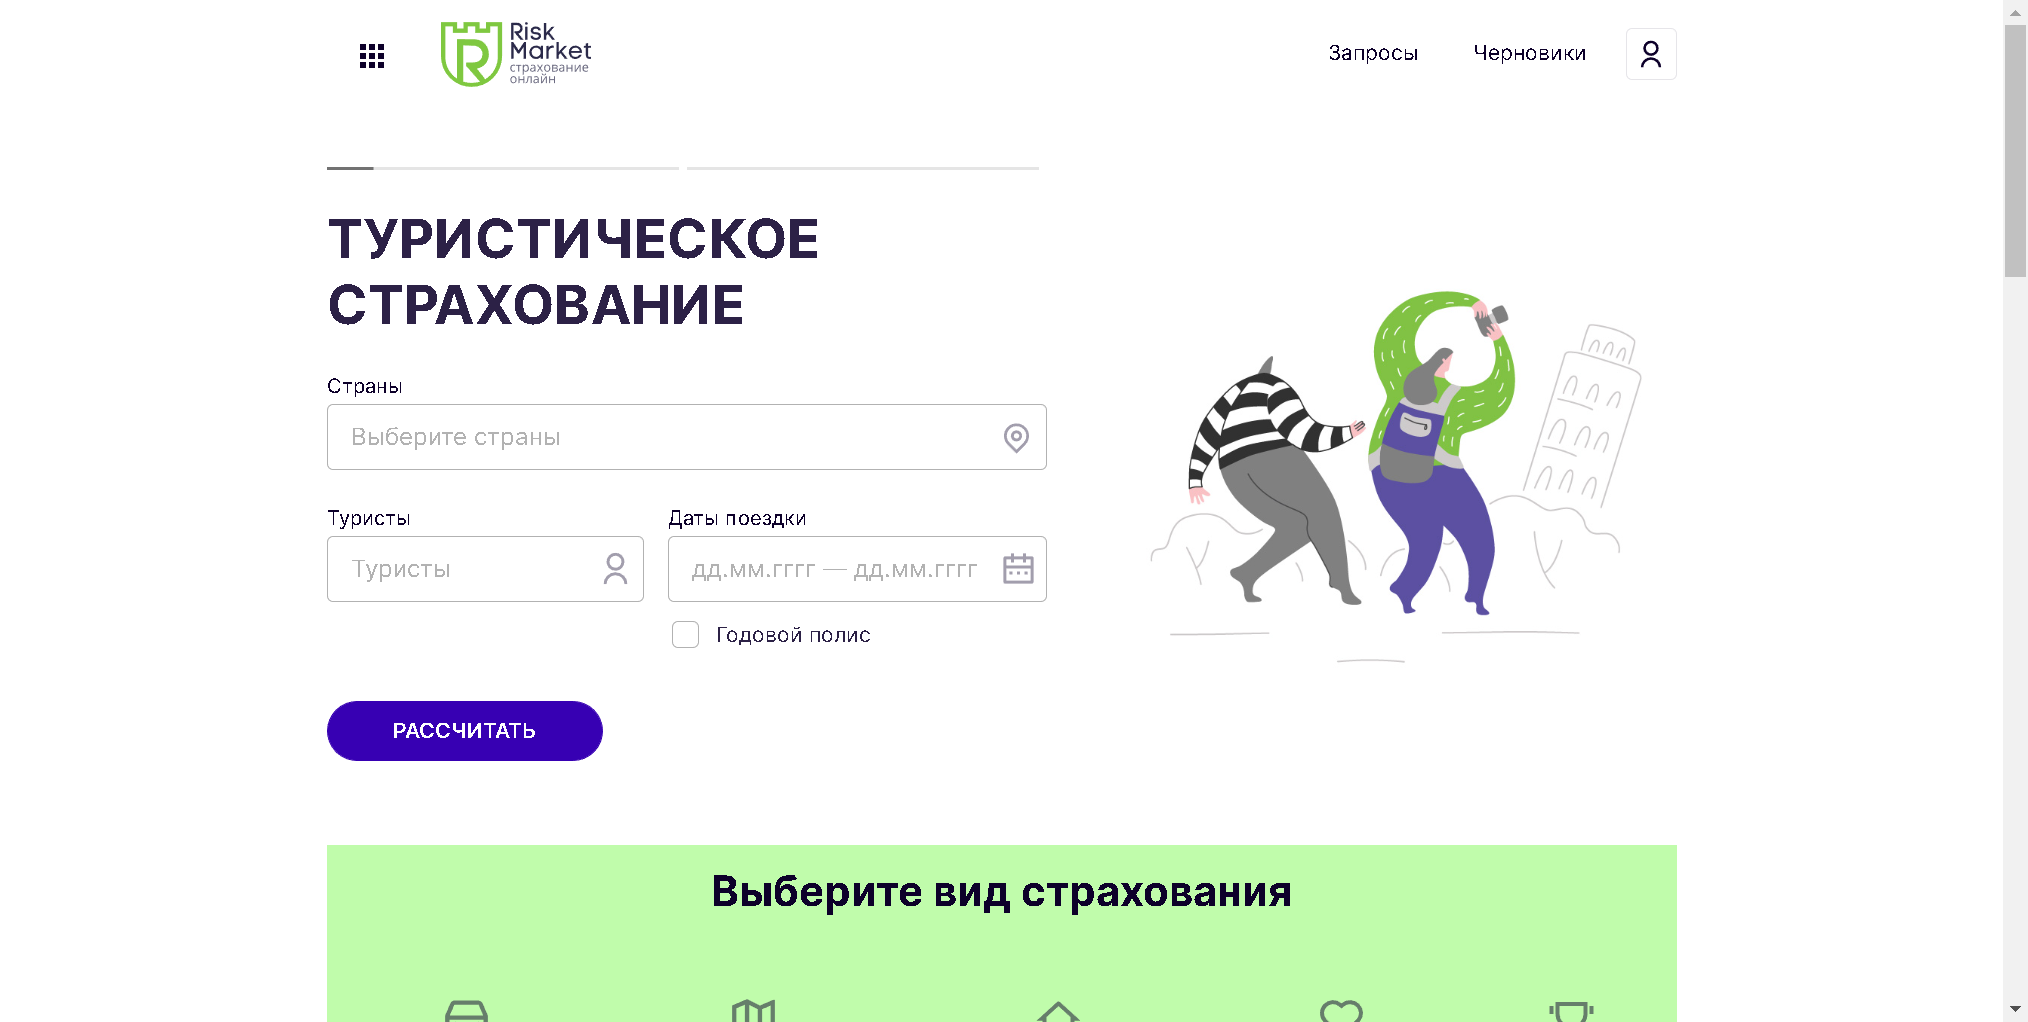 Risk
Market
страхование
онлайн
Запросы
Черновики
ТУРИСТИЧЕСКОЕ
СТРАХОВАНИЕ
Страны
Выберите страны
Туристы
Даты поездки
Туристы
дд.мм.гггг — дд.мм.гггг
Годовой полис
РАССЧИТАТЬ
Выберите вид страхования